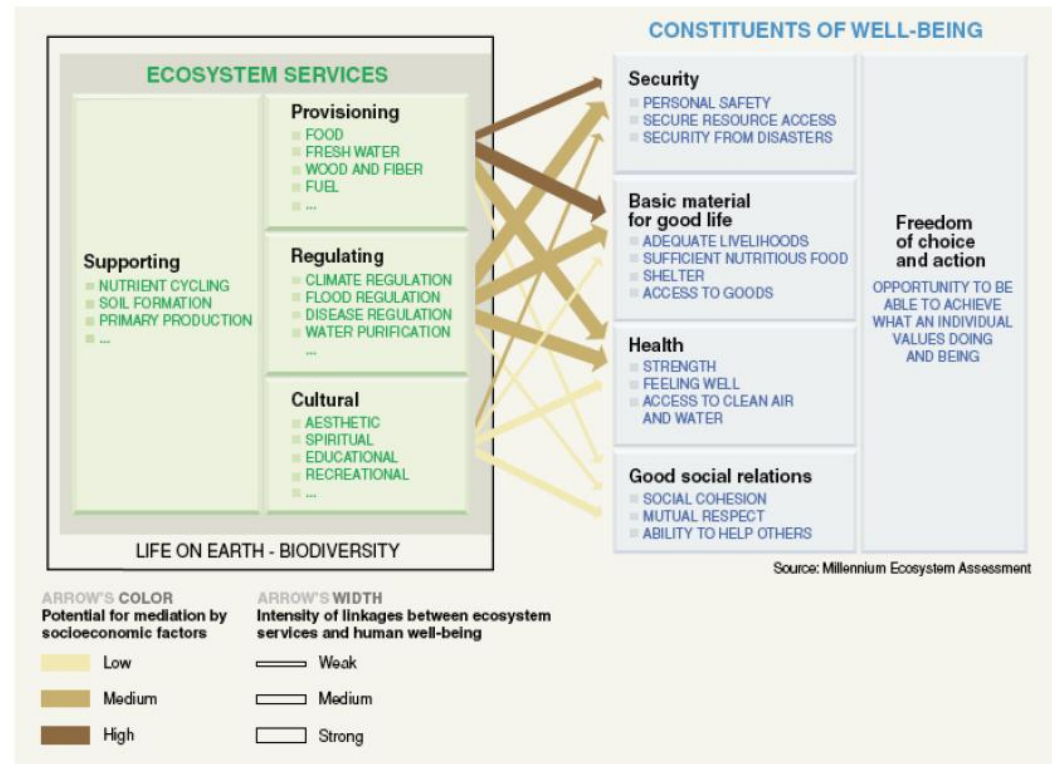 CONSTITUENTS OF WELL-BEING
ECOSYSTEM SERVICES
Supporting
NUTRIENT CYCLING
SOIL FORMATION
PRIMARY PRODUCTION
...
Provisioning
FOOD
FRESH WATER
WOOD AND FIBER
FUEL
...
Regulating
CLIMATE REGULATION
FLOOD REGULATION
DISEASE REGULATION
WATER PURIFICATION
...
Cultural
AESTHETIC
SPIRITUAL
EDUCATIONAL
RECREATIONAL
...
LIFE ON EARTH - BIODIVERSITY
Security
PERSONAL SAFETY
SECURE RESOURCE ACCESS
SECURITY FROM DISASTERS
Basic material
for good life
ADEQUATE LIVELIHOODS
SUFFICIENT NUTRITIOUS FOOD
SHELTER
ACCESS TO GOODS
Health
STRENGTH
FEELING WELL
ACCESS TO CLEAN AIR
AND WATER
Good social relations
SOCIAL COHESION
MUTUAL RESPECT
ABILITY TO HELP OTHERS
Freedom
of choice
and action
OPPORTUNITY TO BE
ABLE TO ACHIEVE
WHAT AN INDIVIDUAL
VALUES DOING
AND BEING
Source: Millennium Ecosystem Assessment
ARROW'S COLOR
Potential for mediation by
socioeconomic factors
Low
Medium
High
ARROW'S WIDTH
Intensity of linkages between ecosystem
services and human well-being
Weak
Medium
Strong